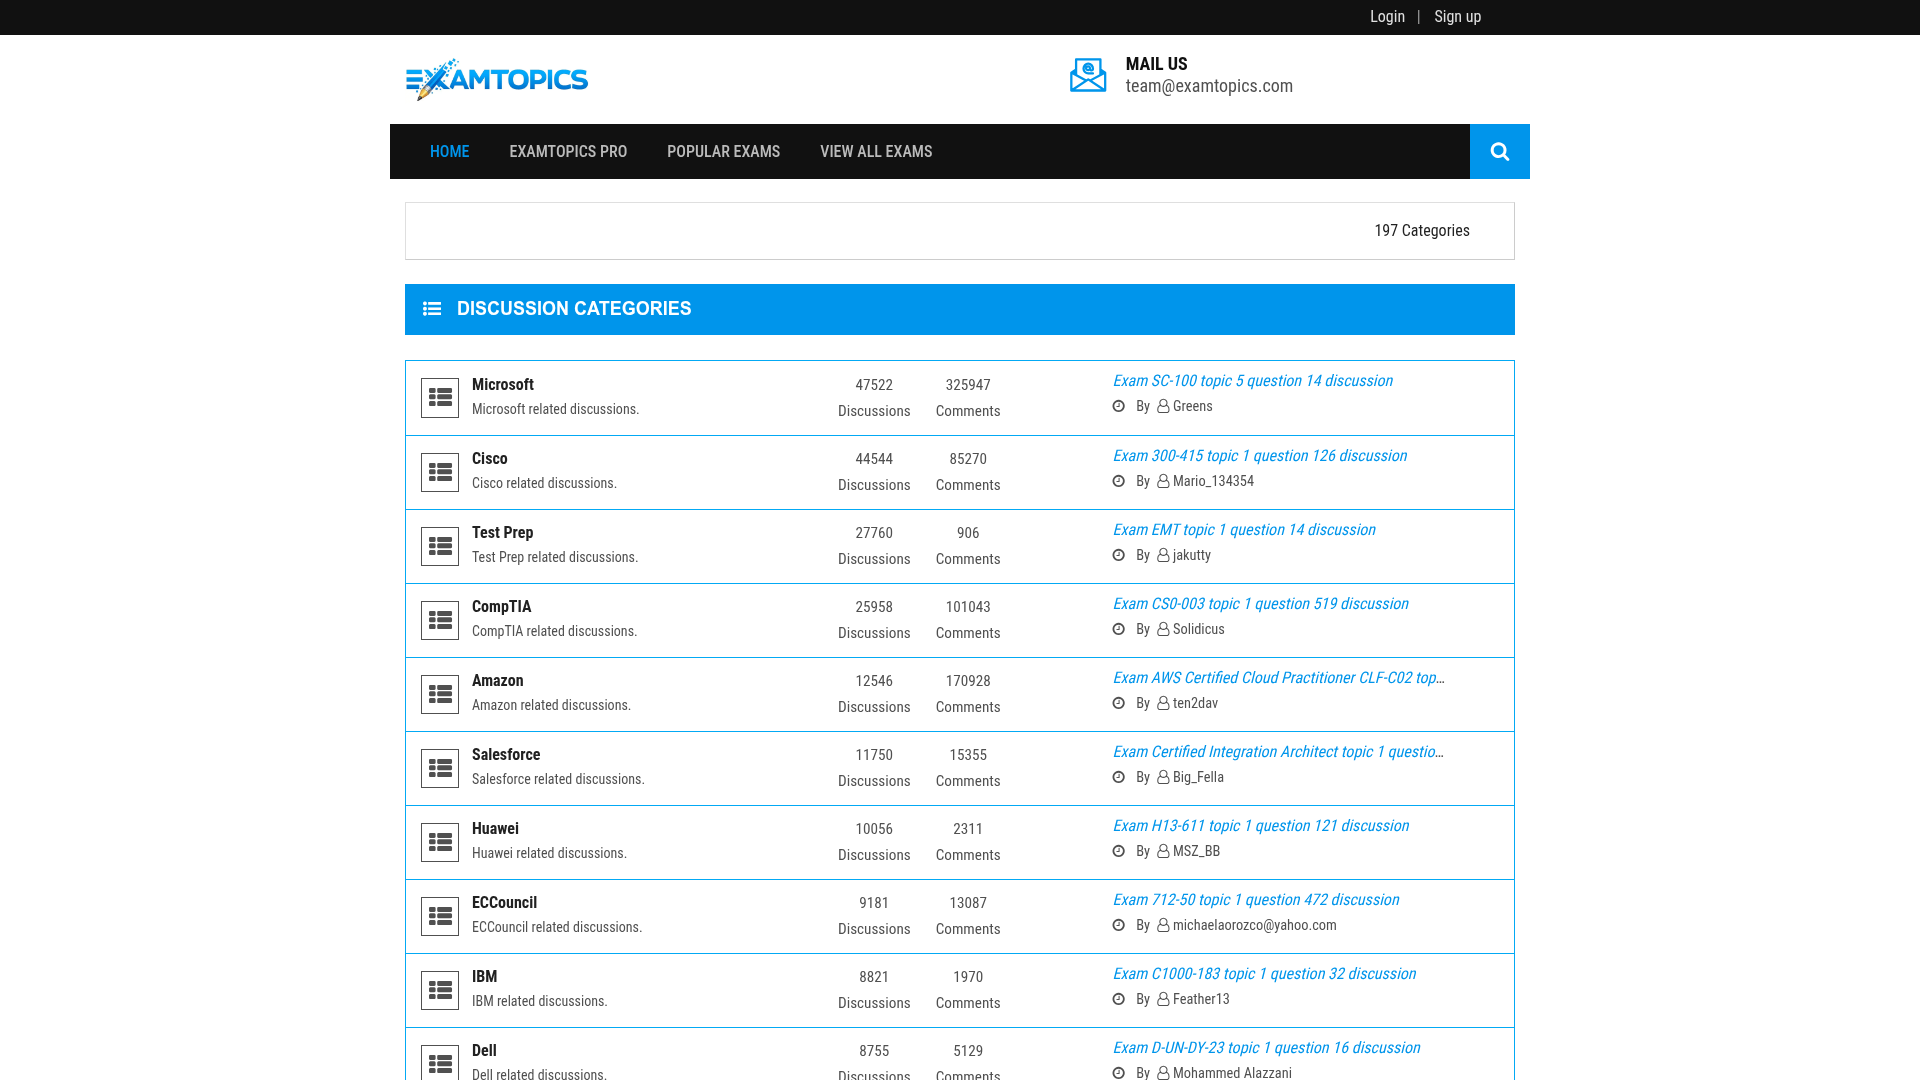 Login | Sign up
EXAMTOPICS
MAIL US
team@examtopics.com
HOME EXAMTOPICS PRO POPULAR EXAMS VIEW ALL EXAMS
197 Categories
DISCUSSION CATEGORIES
Microsoft
Microsoft related discussions.
47522
Discussions
325947
Comments
Exam SC-100 topic 5 question 14 discussion
By Greens
Cisco
Cisco related discussions.
44544
Discussions
85270
Comments
Exam 300-415 topic 1 question 126 discussion
By Mario_134354
Test Prep
Test Prep related discussions.
27760
Discussions
906
Comments
Exam EMT topic 1 question 14 discussion
By jakutty
CompTIA
CompTIA related discussions.
25958
Discussions
101043
Comments
Exam CS0-003 topic 1 question 519 discussion
By Solidicus
Amazon
Amazon related discussions.
12546
Discussions
170928
Comments
Exam AWS Certified Cloud Practitioner CLF-C02 top...
By ten2dav
Salesforce
Salesforce related discussions.
11750
Discussions
15355
Comments
Exam Certified Integration Architect topic 1 questio...
By Big_Fella
Huawei
Huawei related discussions.
10056
Discussions
2311
Comments
Exam H13-611 topic 1 question 121 discussion
By MSZ_BB
ECCouncil
ECCouncil related discussions.
9181
Discussions
13087
Comments
Exam 712-50 topic 1 question 472 discussion
By michaelaorozco@yahoo.com
IBM
IBM related discussions.
8821
Discussions
1970
Comments
Exam C1000-183 topic 1 question 32 discussion
By Feather13
Dell
Dell related discussions.
8755
Discussions
5129
Comments
Exam D-UN-DY-23 topic 1 question 16 discussion
By Mohammed Alazzani